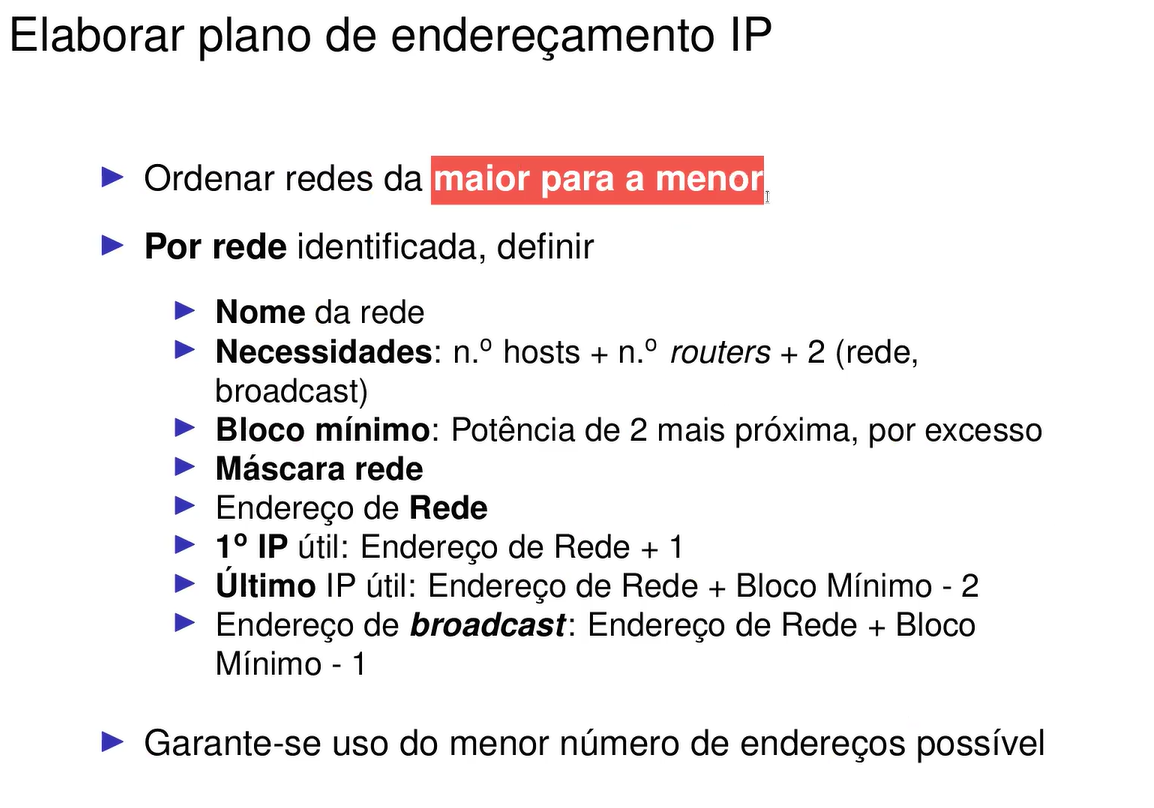 Elaborar plano de endereçamento IP
Ordenar redes da maior para a menor
Por rede identificada, definir
Nome da rede
Necessidades: n.º hosts + n.º routers + 2 (rede,
broadcast)
Bloco mínimo: Potência de 2 mais próxima, por excesso
Máscara rede
Endereço de Rede
1º IP útil: Endereço de Rede + 1
Último IP útil: Endereço de Rede + Bloco Mínimo - 2
Endereço de broadcast: Endereço de Rede + Bloco
Mínimo - 1
Garante-se uso do menor número de endereços possível